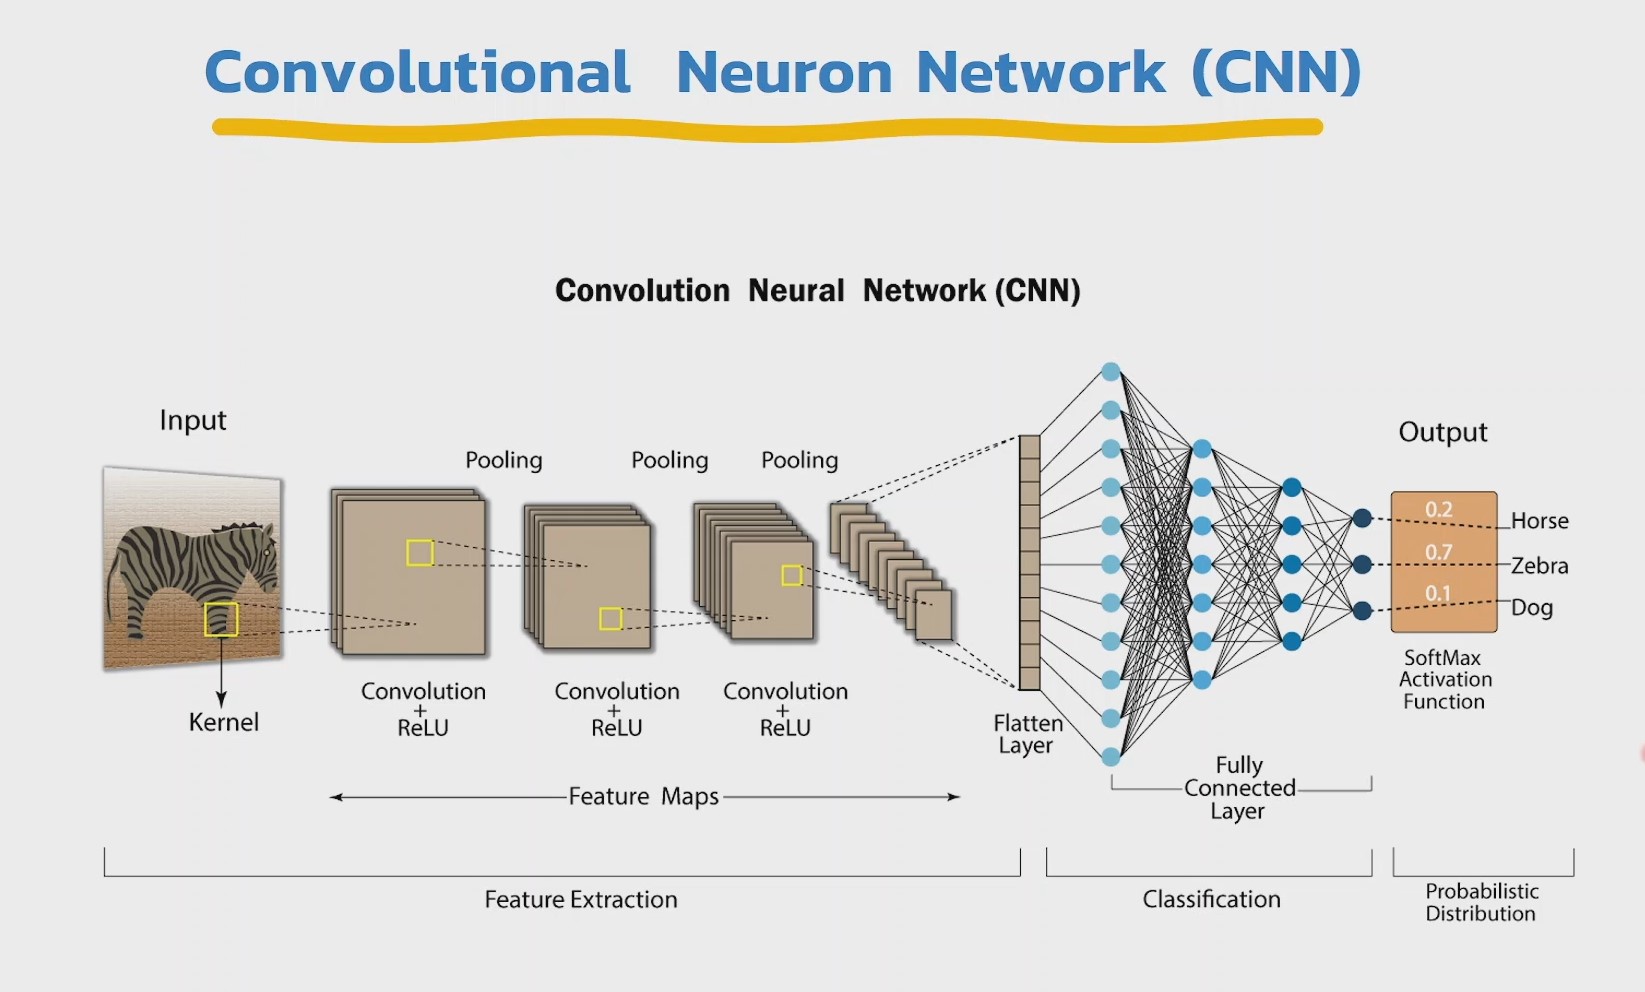 Convolutional Neuron Network (CNN)
Convolution Neural Network (CNN)
Input
Kernel
Pooling
Pooling
Pooling
Convolution
+
ReLU
Convolution
+
ReLU
Convolution
+
ReLU
Feature Maps
Feature Extraction
Flatten
Layer
Fully
Connected
Layer
Classification
Output
0.2
Horse
0.7
Zebra
0.1
Dog
SoftMax
Activation
Function
Probabilistic
Distribution